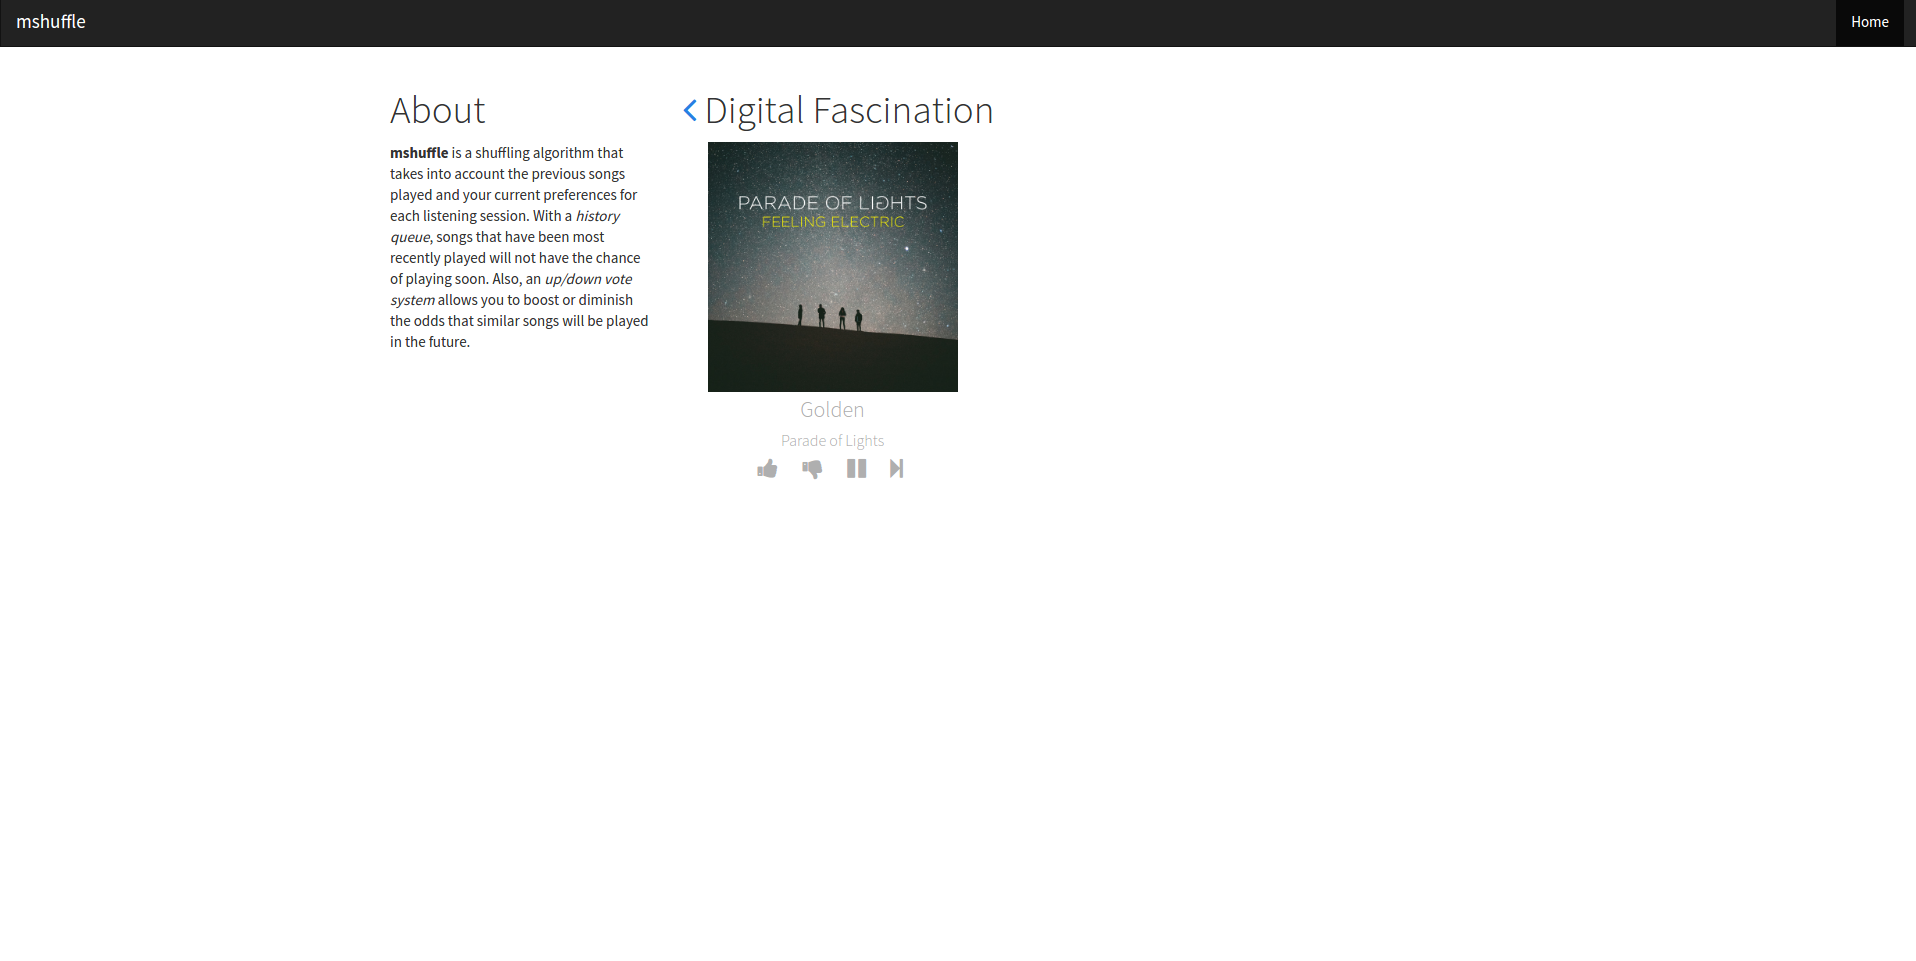 mshuffle
Home
About
mshuffle is a shuffling algorithm that
takes into account the previous songs
played and your current preferences for
each listening session. With a history
queue, songs that have been most
recently played will not have the chance
of playing soon. Also, an up/down vote
system allows you to boost or diminish
the odds that similar songs will be played
in the future.
Digital Fascination
PARADE OF LIGHTS
FEELING ELECTRIC
Golden
Parade of Lights